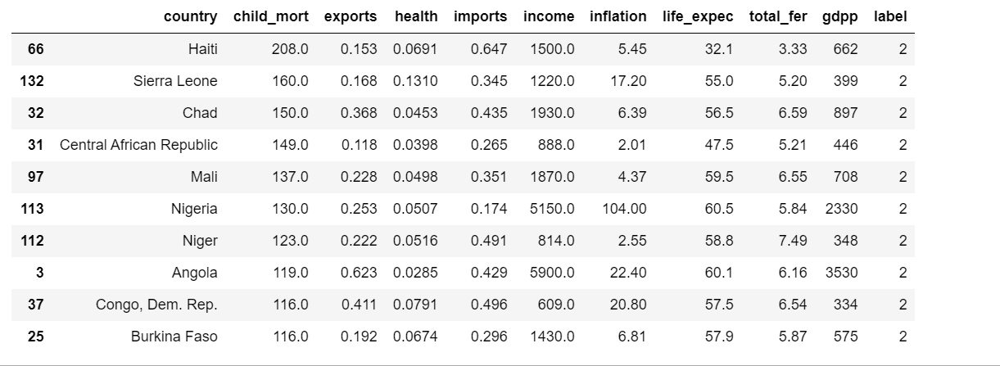 country child_mort exports health imports income inflation life_expec total_fer gdpp label
66 Haiti 208.0 0.153 0.0691 0.647 1500.0 5.45 32.1 3.33 662 2
132 Sierra Leone 160.0 0.168 0.1310 0.345 1220.0 17.20 55.0 5.20 399 2
32 Chad 150.0 0.368 0.0453 0.435 1930.0 6.39 56.5 6.59 897 2
31 Central African Republic 149.0 0.118 0.0398 0.265 888.0 2.01 47.5 5.21 446 2
97 Mali 137.0 0.228 0.0498 0.351 1870.0 4.37 59.5 6.55 708 2
113 Nigeria 130.0 0.253 0.0507 0.174 5150.0 104.00 60.5 5.84 2330 2
112 Niger 123.0 0.222 0.0516 0.491 814.0 2.55 58.8 7.49 348 2
3 Angola 119.0 0.623 0.0285 0.429 5900.0 22.40 60.1 6.16 3530 2
37 Congo, Dem. Rep. 116.0 0.411 0.0791 0.496 609.0 20.80 57.5 6.54 334 2
25 Burkina Faso 116.0 0.192 0.0674 0.296 1430.0 6.81 57.9 5.87 575 2